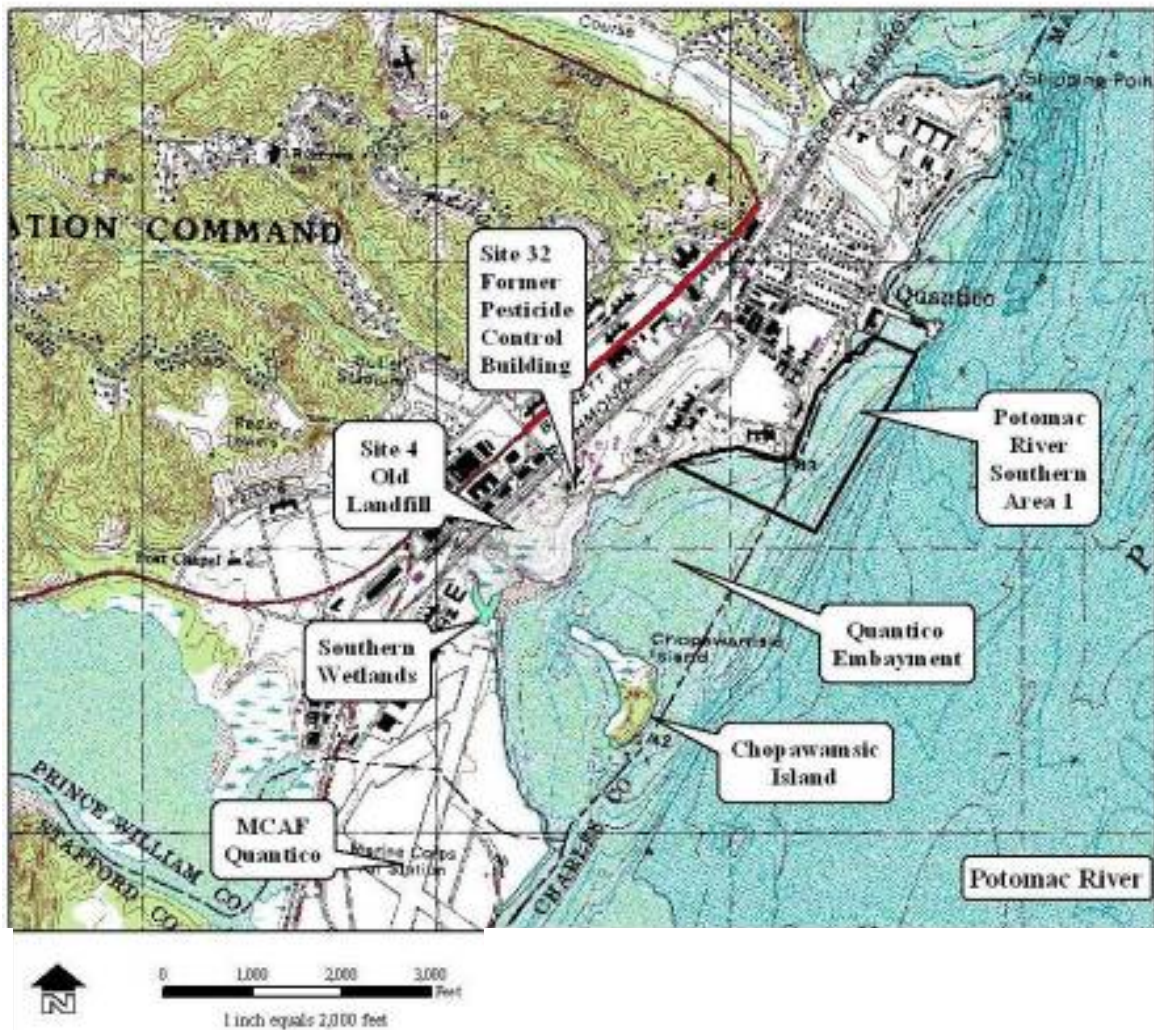 Course
Shipping Point
ATION COMMAND
Site 32
Former
Pesticide
Control
Building
Quantico
Potomac
River
Southern
Area 1
Site 4
Old
Landfill
Post Chapel
Southern
Wetlands
Chopawamsic
Island
Quantico
Embayment
Chopawamsic
Island
PRINCE WILLIAM CO
STAFFORD CO
MCAF
Quantico
Marine Corps
Air Station
CHARLES CO
Potomac River
N
0 1,000 2,000 3,000
Feet
1 inch equals 2,000 feet